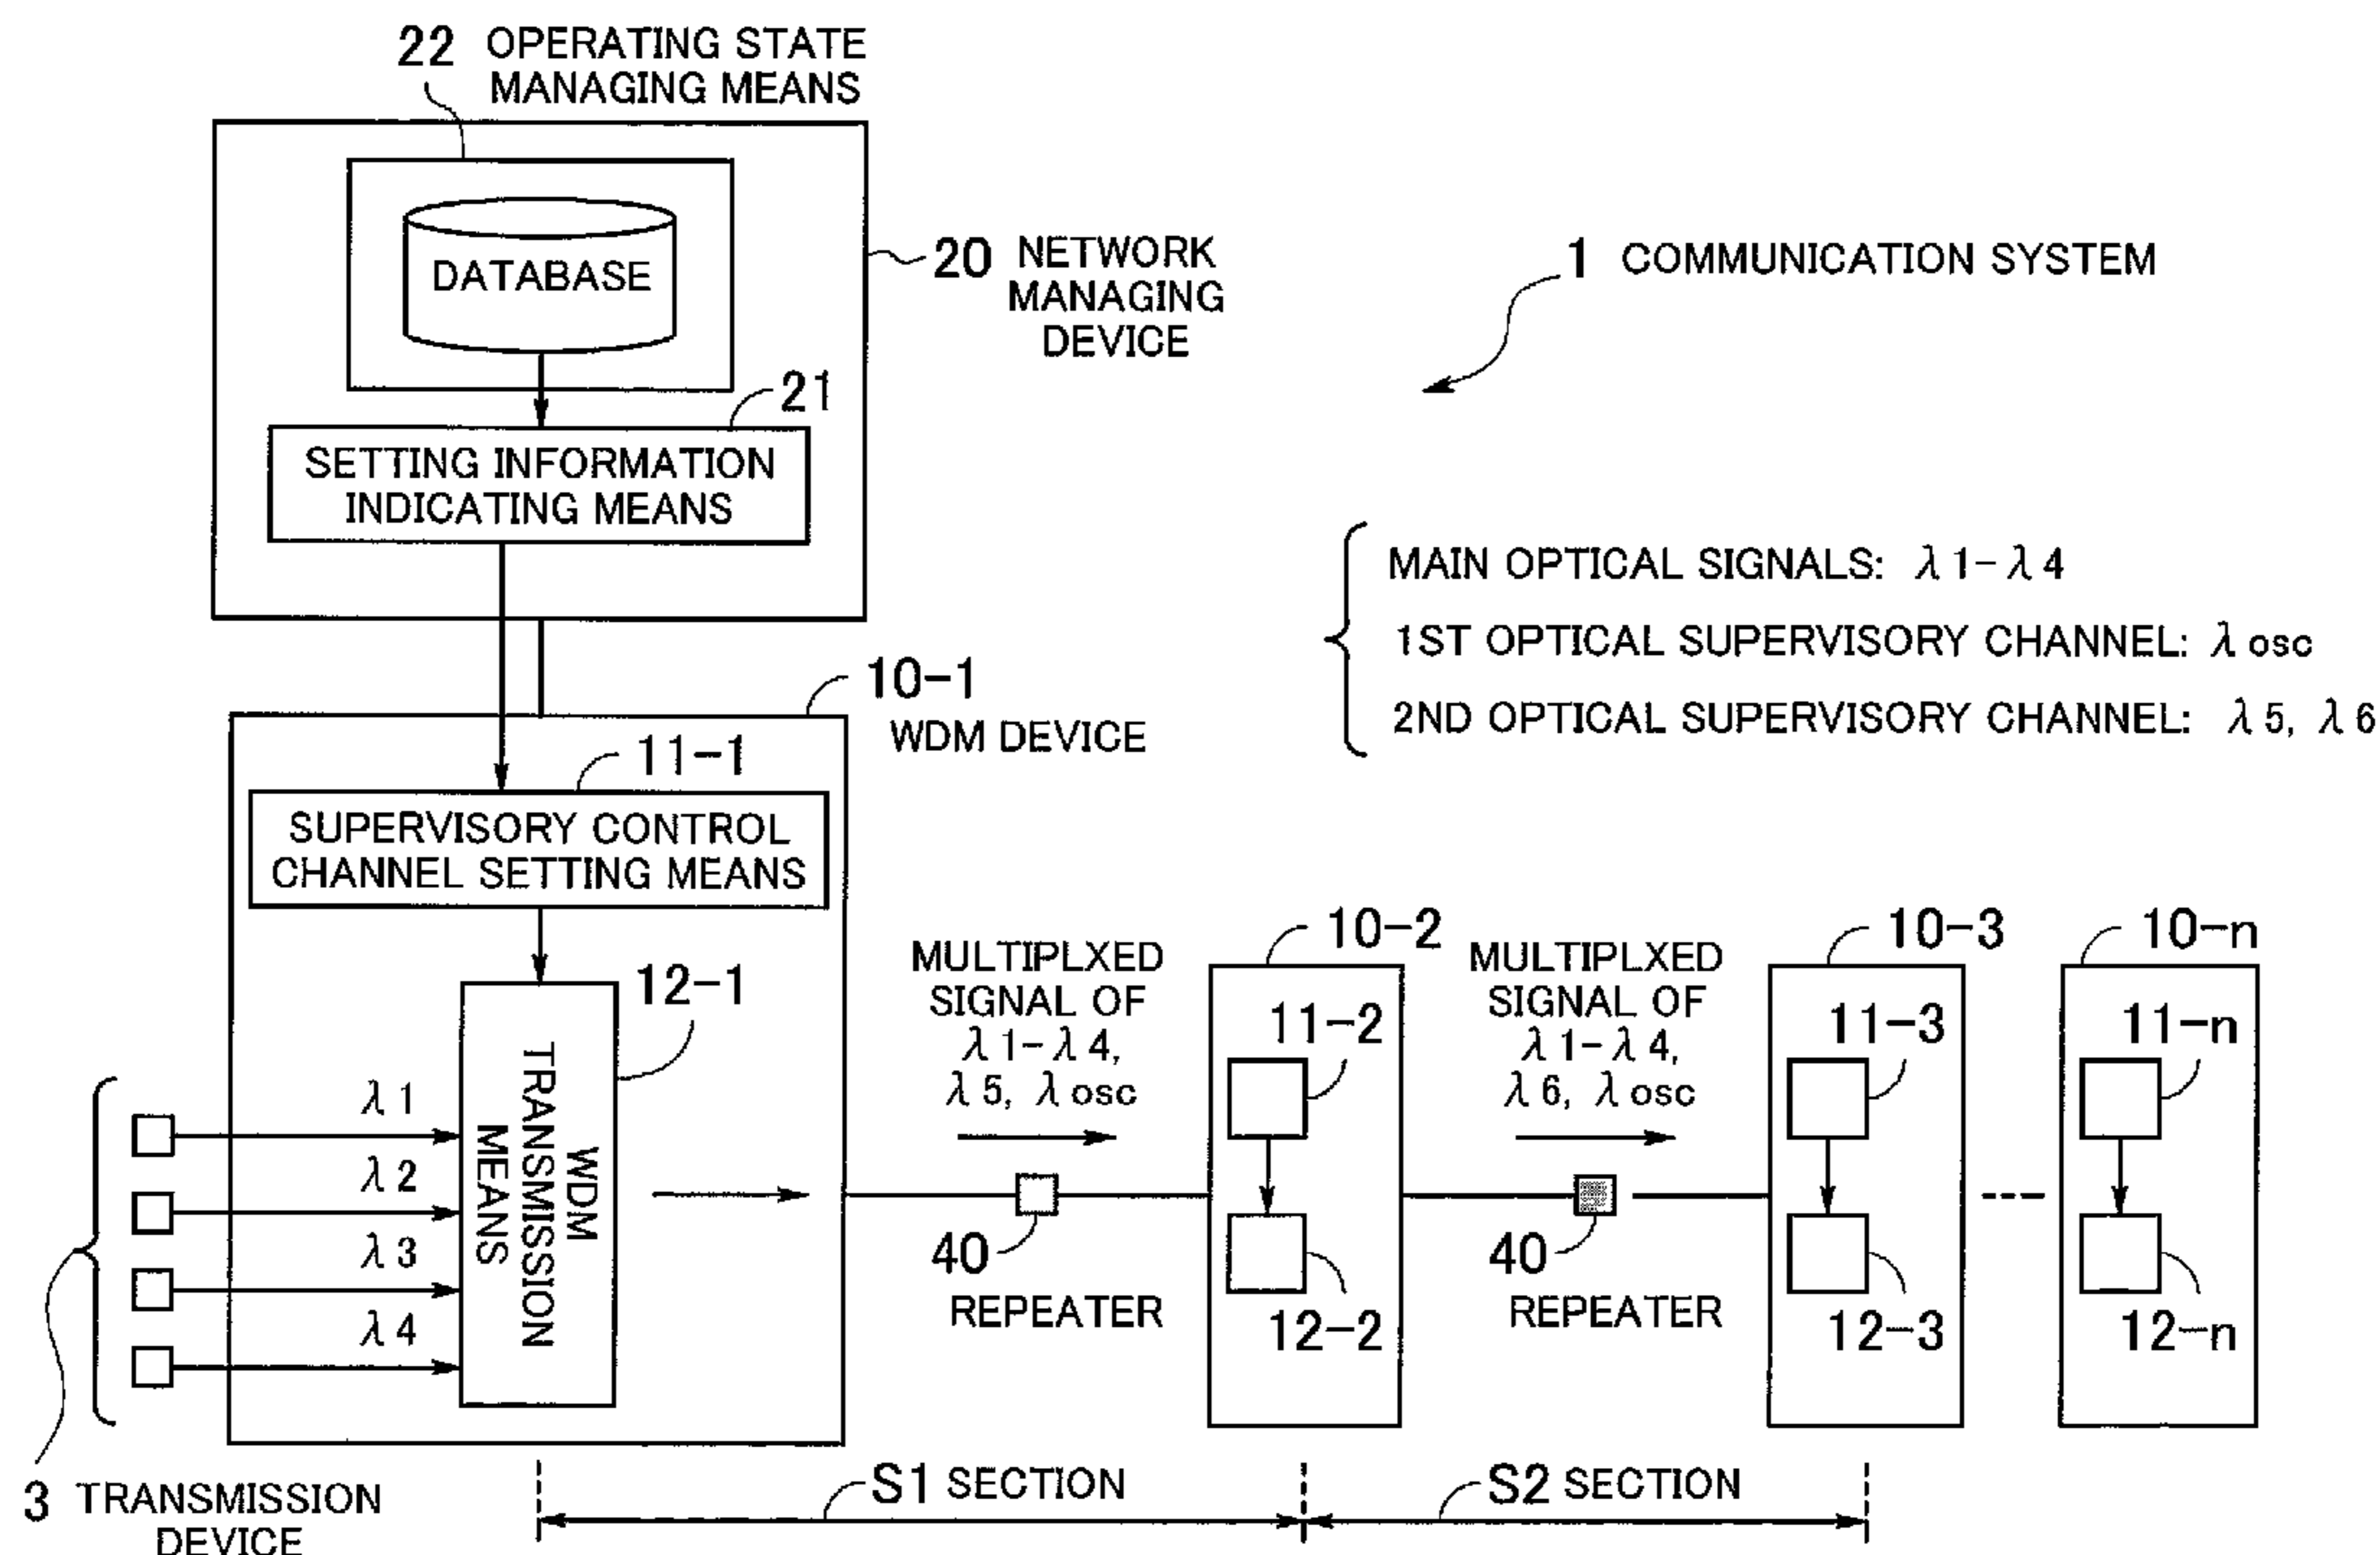 22 OPERATING STATE
MANAGING MEANS
DATABASE
20 NETWORK
MANAGING
DEVICE
1 COMMUNICATION SYSTEM
21
SETTING INFORMATION
INDICATING MEANS
MAIN OPTICAL SIGNALS: λ1-λ4
1ST OPTICAL SUPERVISORY CHANNEL: λosc
2ND OPTICAL SUPERVISORY CHANNEL: λ5, λ6
10-1
WDM DEVICE
11-1
SUPERVISORY CONTROL
CHANNEL SETTING MEANS
12-1
WDM
TRANSMISSION
MEANS
λ1
λ2
λ3
λ4
3 TRANSMISSION
DEVICE
MULTIPLXED
SIGNAL OF
λ1-λ4,
λ5, λosc
40
REPEATER
10-2
11-2
12-2
MULTIPLXED
SIGNAL OF
λ1-λ4,
λ6, λosc
40
REPEATER
10-3
11-3
12-3
10-n
11-n
12-n
S1 SECTION
S2 SECTION